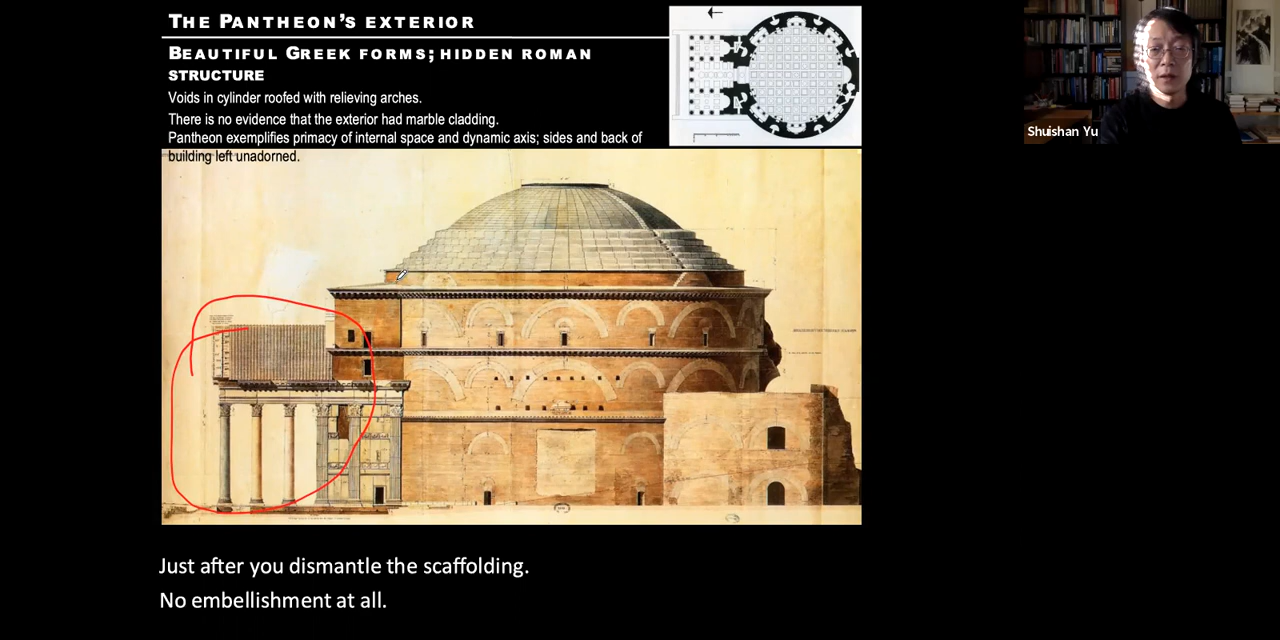 THE PANTHEON'S EXTERIOR
BEAUTIFUL GREEK FORMS; HIDDEN ROMAN
STRUCTURE
Voids in cylinder roofed with relieving arches.
There is no evidence that the exterior had marble cladding.
Pantheon exemplifies primacy of internal space and dynamic axis; sides and back of
building left unadorned.
Shuishan Yu
Just after you dismantle the scaffolding.
No embellishment at all.